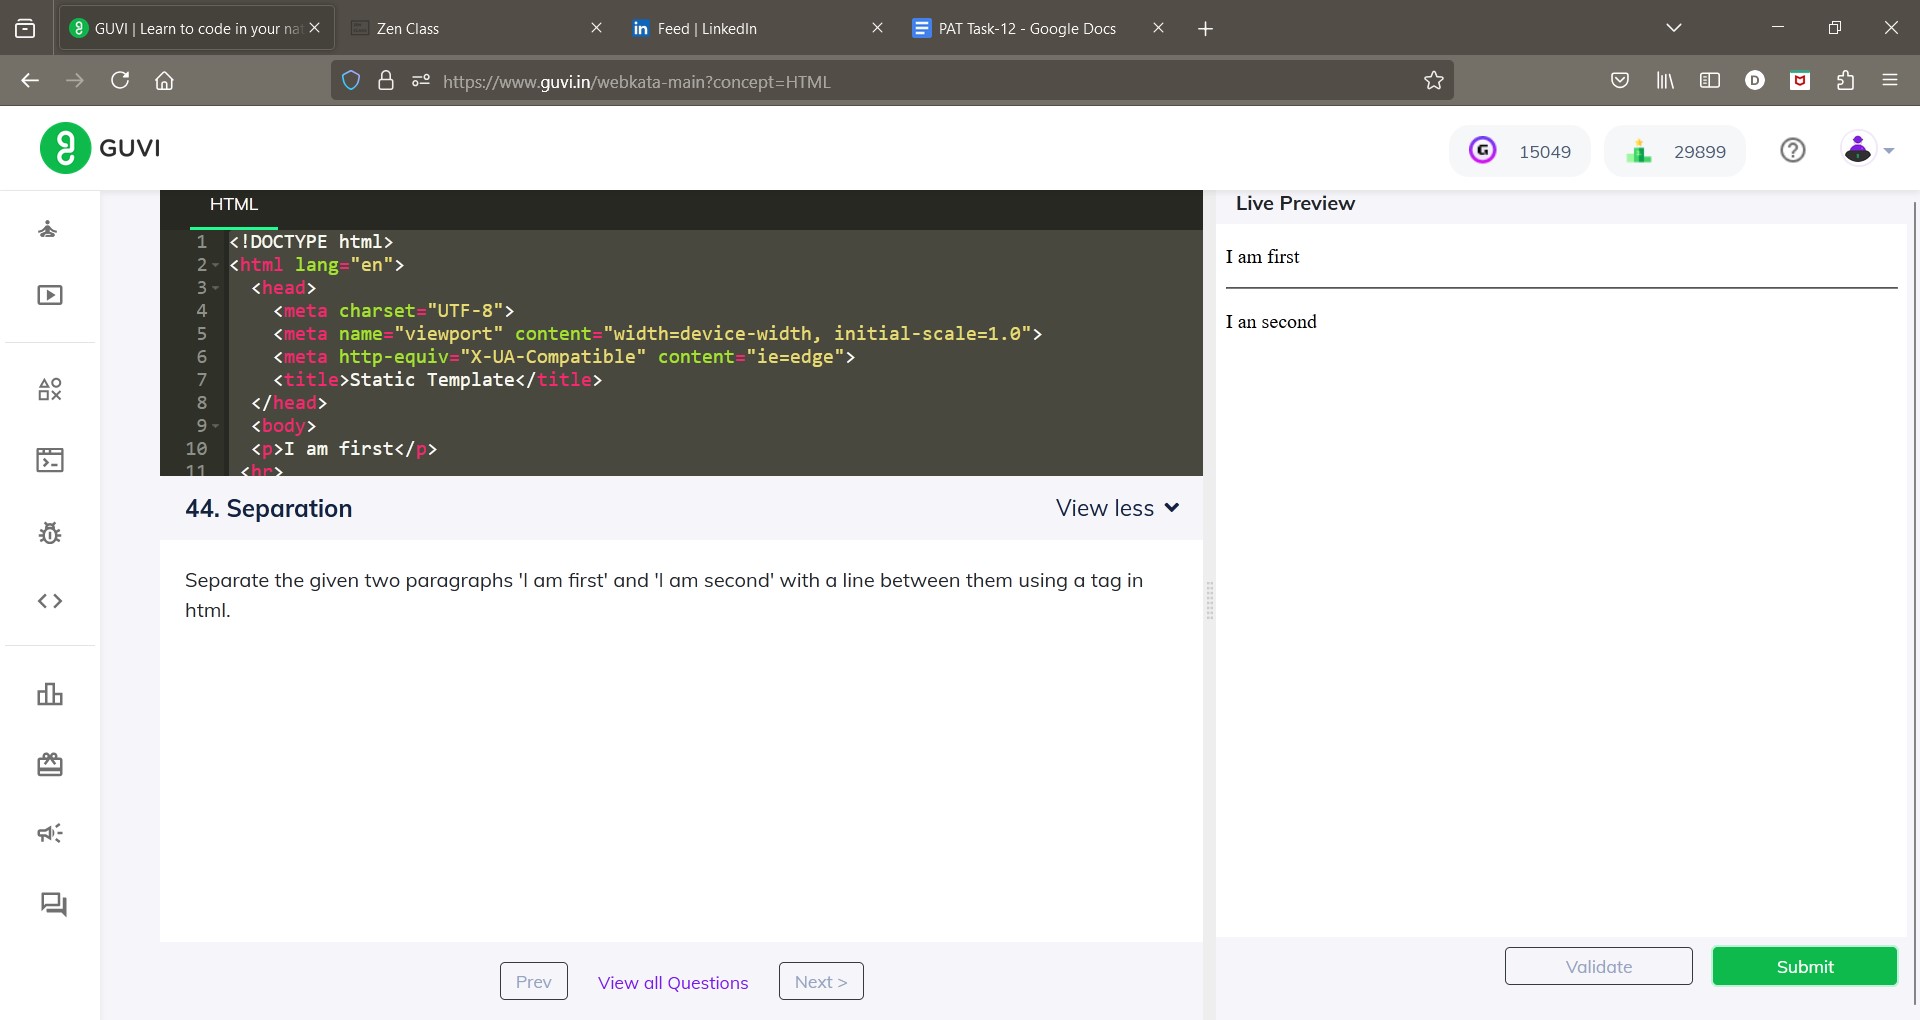 GUVI | Learn to code in your nat
Zen Class
Feed | LinkedIn
PAT Task-12 - Google Docs
https://www.guvi.in/webkata-main?concept=HTML
GUVI
15049
29899
HTML
1 <!DOCTYPE html>
2 <html lang="en">
3 <head>
4 <meta charset="UTF-8">
5 <meta name="viewport" content="width=device-width, initial-scale=1.0">
6 <meta http-equiv="X-UA-Compatible" content="ie=edge">
7 <title>Static Template</title>
8 </head>
9 <body>
10 <p>I am first</p>
11 <hr>
44. Separation
View less
Separate the given two paragraphs 'I am first' and 'I am second' with a line between them using a tag in
html.
Prev
View all Questions
Next >
Live Preview
I am first
I an second
Validate
Submit